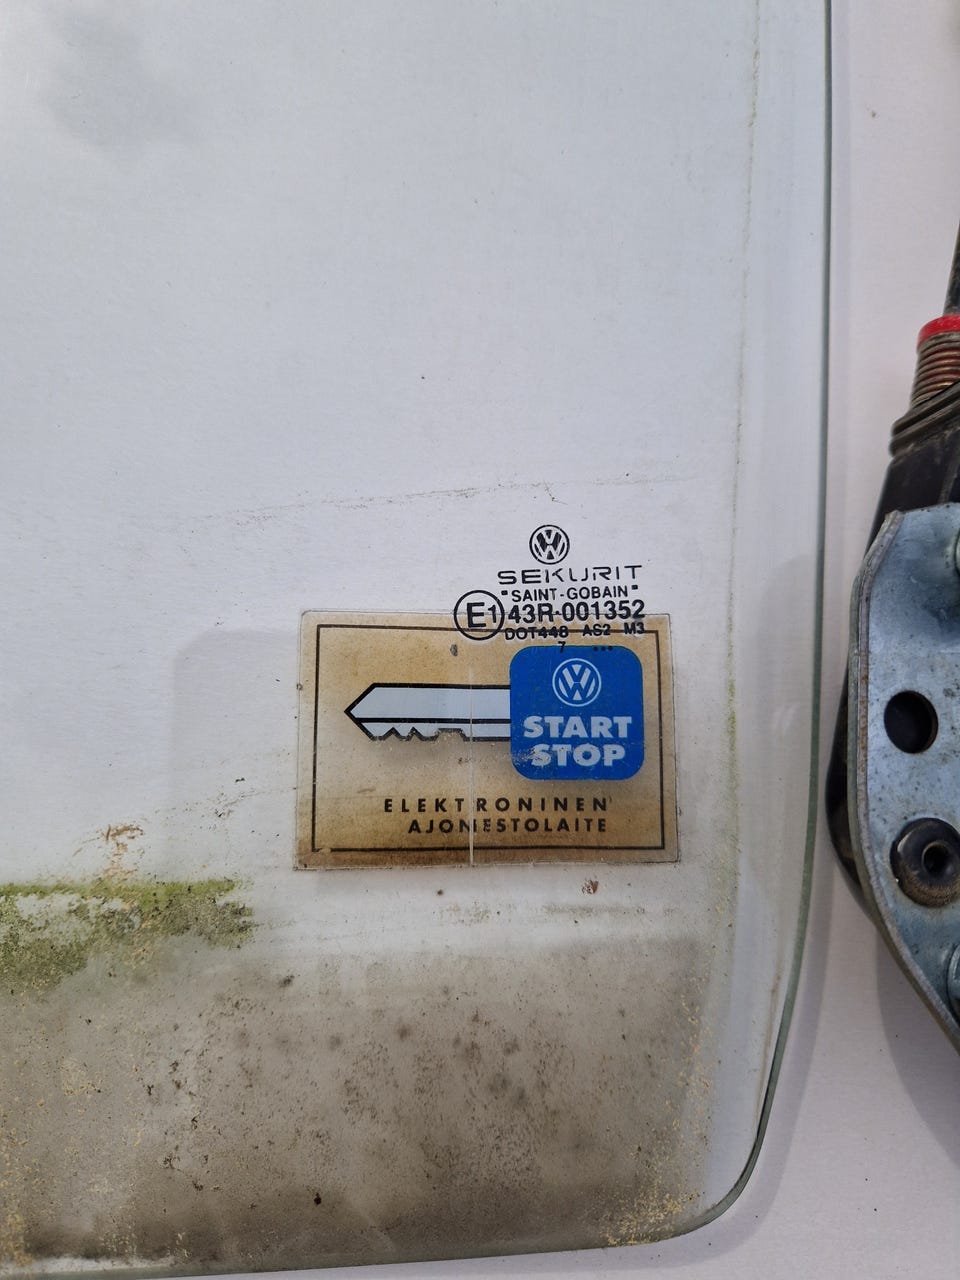 SEKURIT
"SAINT-GOBAIN"
E1 43R-001352
DOT448 AS2 M3
7 ...
START
STOP
ELEKTRONINEN
AJONESTOLAITE